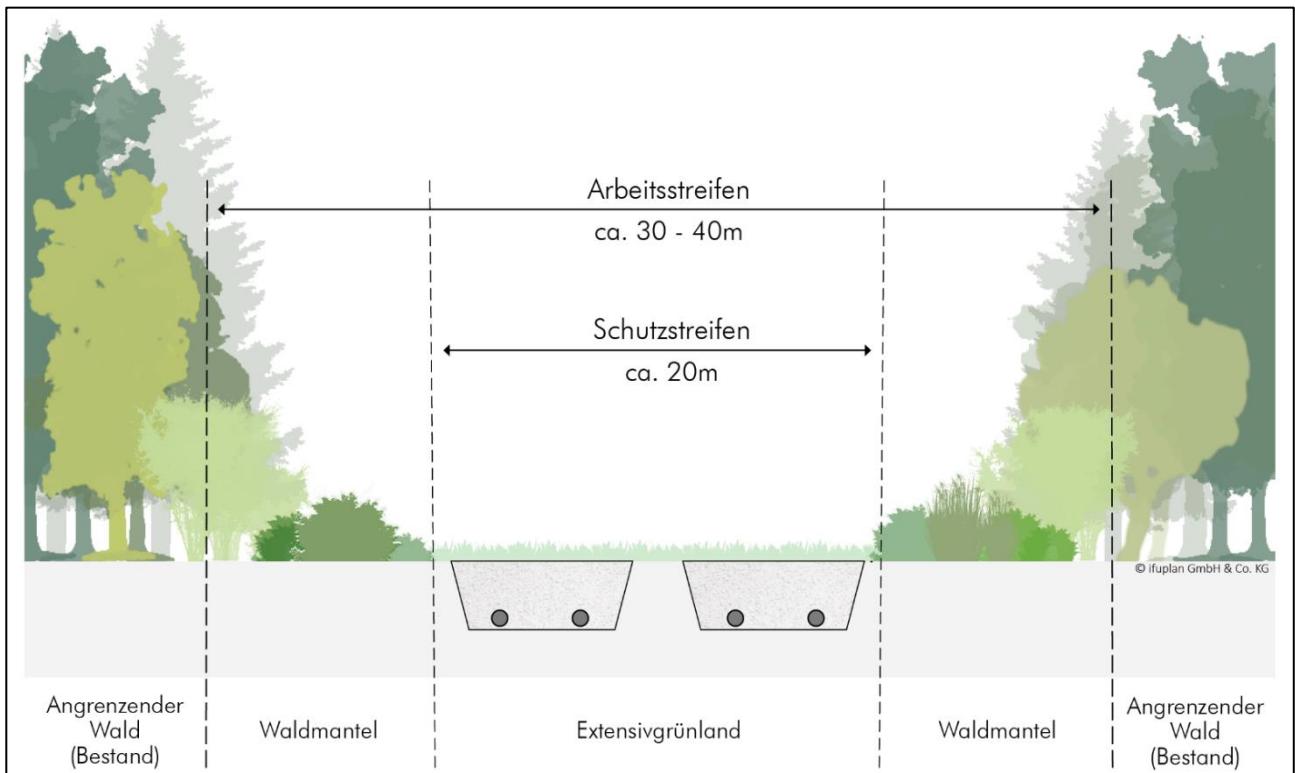 Arbeitsstreifen
ca. 30 - 40m
Schutzstreifen
ca. 20m
© ifuplan GmbH & Co. KG
Angrenzender
Wald
(Bestand)
Waldmantel
Extensivgrünland
Waldmantel
Angrenzender
Wald
(Bestand)